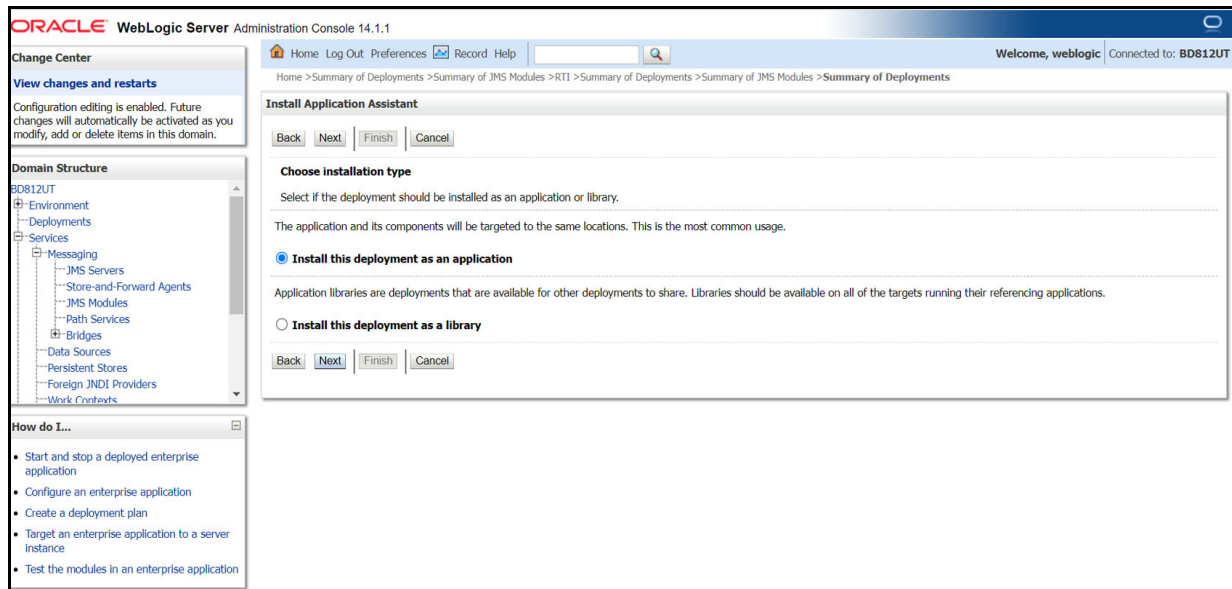 ORACLE WebLogic Server Administration Console 14.1.1
Change Center
View changes and restarts
Configuration editing is enabled. Future
changes will automatically be activated as you
modify, add or delete items in this domain.
Domain Structure
BD812UT
Environment
Deployments
Services
Messaging
JMS Servers
Store-and-Forward Agents
JMS Modules
Path Services
Bridges
Data Sources
Persistent Stores
Foreign JNDI Providers
Work Contexts
How do I...
Start and stop a deployed enterprise
application
Configure an enterprise application
Create a deployment plan
Target an enterprise application to a server
instance
Test the modules in an enterprise application
Home Log Out Preferences Record Help
Welcome, weblogic Connected to: BD812UT
Home >Summary of Deployments >Summary of JMS Modules >RTI >Summary of Deployments >Summary of JMS Modules >Summary of Deployments
Install Application Assistant
Back Next Finish Cancel
Choose installation type
Select if the deployment should be installed as an application or library.
The application and its components will be targeted to the same locations. This is the most common usage.
Install this deployment as an application
Application libraries are deployments that are available for other deployments to share. Libraries should be available on all of the targets running their referencing applications.
Install this deployment as a library
Back Next Finish Cancel